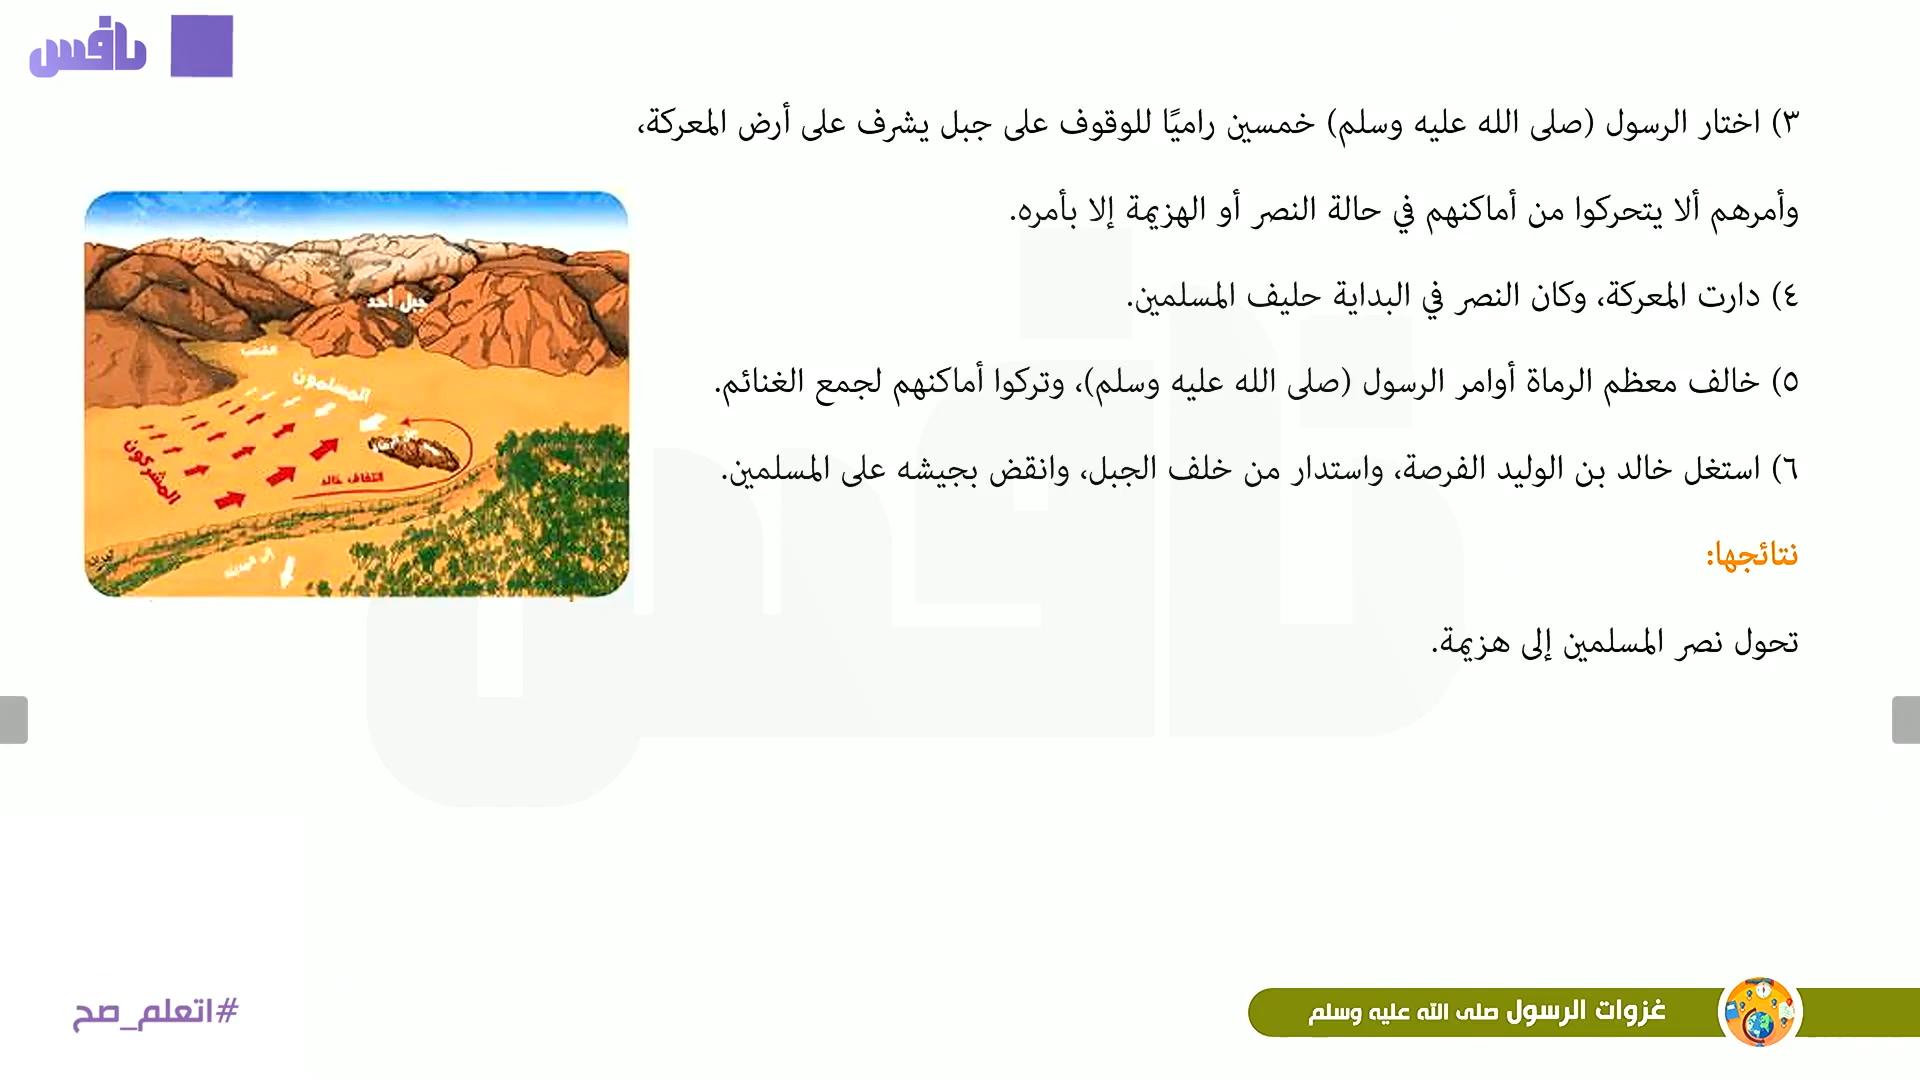 نافس
٣) اختار الرسول (صلى الله عليه وسلم) خمسين راميًا للوقوف على جبل يشرف على أرض المعركة،
وأمرهم ألا يتحركوا من أماكنهم في حالة النصر أو الهزيمة إلا بأمره.
٤) دارت المعركة، وكان النصر في البداية حليف المسلمين.
٥) خالف معظم الرماة أوامر الرسول (صلى الله عليه وسلم)، وتركوا أماكنهم لجمع الغنائم.
٦) استغل خالد بن الوليد الفرصة، واستدار من خلف الجبل، وانقض بجيشه على المسلمين.
نتائجها:
تحول نصر المسلمين إلى هزيمة.
جبل أحد
الشعب
المسلمون
المشركون
التفاف خالد
إلى المدينة
غزوات الرسول صلى الله عليه وسلم
#اتعلم_صح